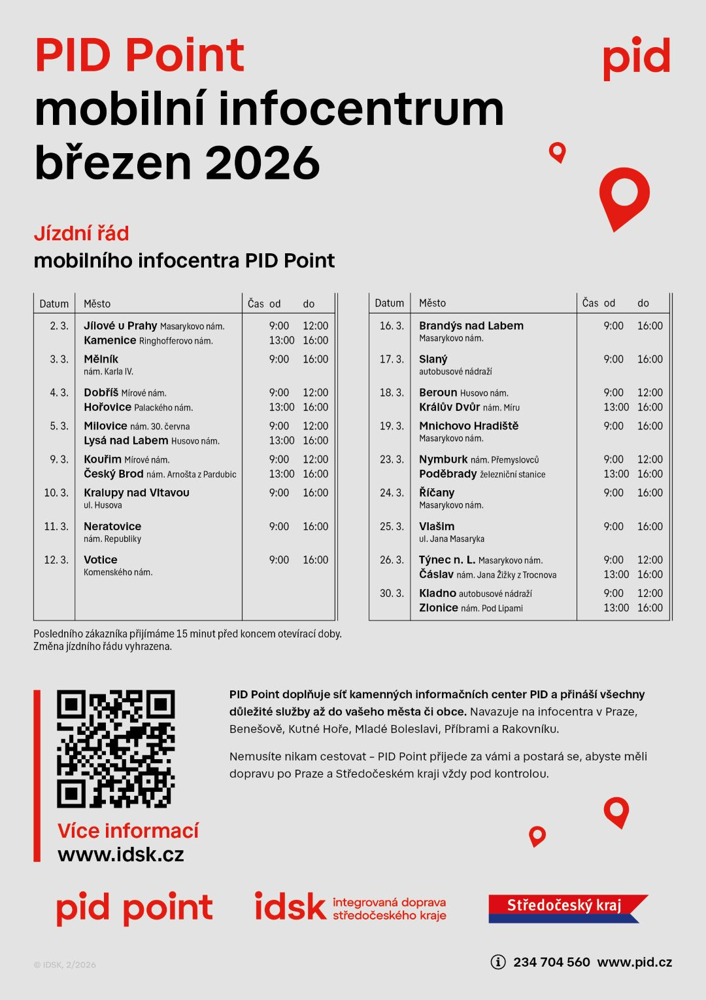 PID Point
pid
mobilní infocentrum
březen 2026
Jízdní řád
mobilního infocentra PID Point
Datum Město Čas od do
2. 3. Jílové u Prahy Masarykovo nám. 9:00 12:00
Kamenice Ringhofferovo nám. 13:00 16:00
3. 3. Mělník 9:00 16:00
nám. Karla IV.
4. 3. Dobříš Mírové nám. 9:00 12:00
Hořovice Palackého nám. 13:00 16:00
5. 3. Milovice nám. 30. června 9:00 12:00
Lysá nad Labem Husovo nám. 13:00 16:00
9. 3. Kouřim Mírové nám. 9:00 12:00
Český Brod nám. Arnošta z Pardubic 13:00 16:00
10. 3. Kralupy nad Vltavou 9:00 16:00
ul. Husova
11. 3. Neratovice 9:00 16:00
nám. Republiky
12. 3. Votice 9:00 16:00
Komenského nám.
Datum Město Čas od do
16. 3. Brandýs nad Labem 9:00 16:00
Masarykovo nám.
17. 3. Slaný 9:00 16:00
autobusové nádraží
18. 3. Beroun Husovo nám. 9:00 12:00
Králův Dvůr nám. Míru 13:00 16:00
19. 3. Mnichovo Hradiště 9:00 16:00
Masarykovo nám.
23. 3. Nymburk nám. Přemyslovců 9:00 12:00
Poděbrady železniční stanice 13:00 16:00
24. 3. Říčany 9:00 16:00
Masarykovo nám.
25. 3. Vlašim 9:00 16:00
ul. Jana Masaryka
26. 3. Týnec n. L. Masarykovo nám. 9:00 12:00
Čáslav nám. Jana Žižky z Trocnova 13:00 16:00
30. 3. Kladno autobusové nádraží 9:00 12:00
Zlonice nám. Pod Lipami 13:00 16:00
Posledního zákazníka přijímáme 15 minut před koncem otevírací doby.
Změna jízdního řádu vyhrazena.
PID Point doplňuje síť kamenných informačních center PID a přináší všechny
důležité služby až do vašeho města či obce. Navazuje na infocentra v Praze,
Benešově, Kutné Hoře, Mladé Boleslavi, Příbrami a Rakovníku.
Nemusíte nikam cestovat – PID Point přijede za vámi a postará se, abyste měli
dopravu po Praze a Středočeském kraji vždy pod kontrolou.
Více informací
www.idsk.cz
pid point
idsk integrovaná doprava
středočeského kraje
Středočeský kraj
© IDSK, 2/2026
234 704 560 www.pid.cz